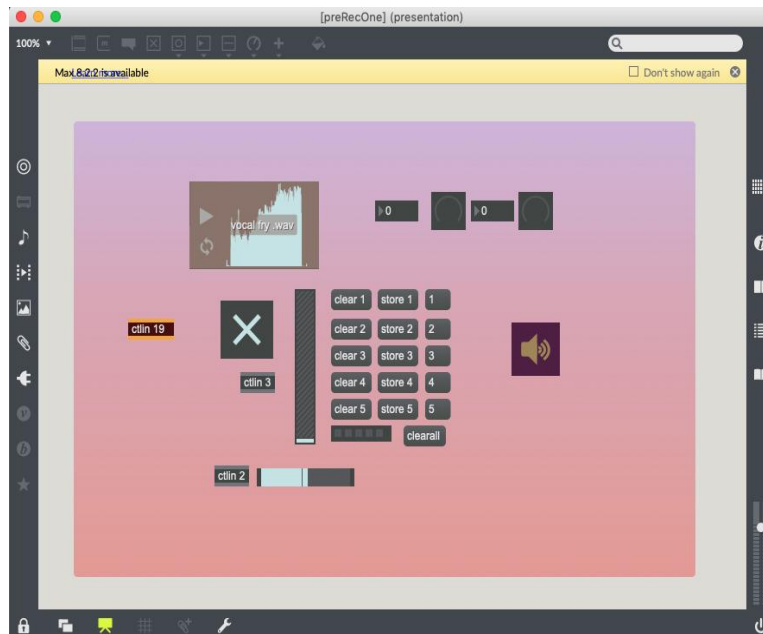 [preRecOne] (presentation)
100%
Max 8.2.2 is available
Don't show again
vocal fry .wav
0
0
clear 1 store 1 1
ctlin 19
clear 2 store 2 2
clear 3 store 3 3
ctlin 3
clear 4 store 4 4
clear 5 store 5 5
clearall
ctlin 2